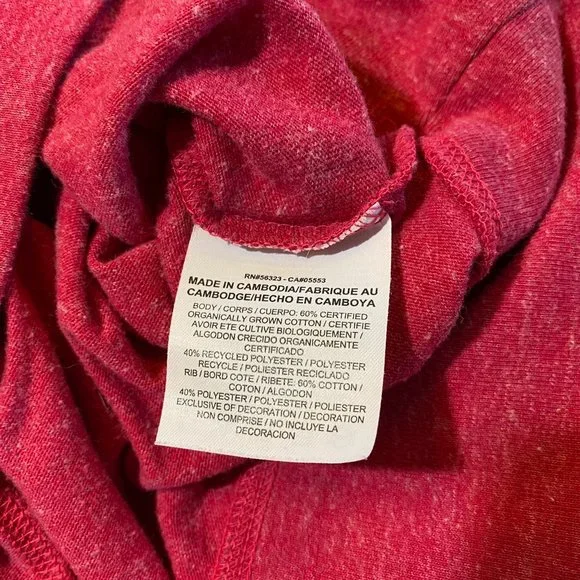 RN#56323 - CA#05553
MADE IN CAMBODIA/FABRIQUE AU
CAMBODGE/HECHO EN CAMBOYA
BODY / CORPS / CUERPO: 60% CERTIFIED
ORGANICALLY GROWN COTTON / CERTIFIE
AVOIR ETE CULTIVE BIOLOGIQUEMENT /
ALGODON CRECIDO ORGANICAMENTE
CERTIFICADO
40% RECYCLED POLYESTER / POLYESTER
RECYCLE / POLIESTER RECICLADO
RIB / BORD COTE / RIBETE: 60% COTTON /
COTON / ALGODON
40% POLYESTER / POLYESTER / POLIESTER
EXCLUSIVE OF DECORATION / DECORATION
NON COMPRISE / NO INCLUYE LA
DECORACION